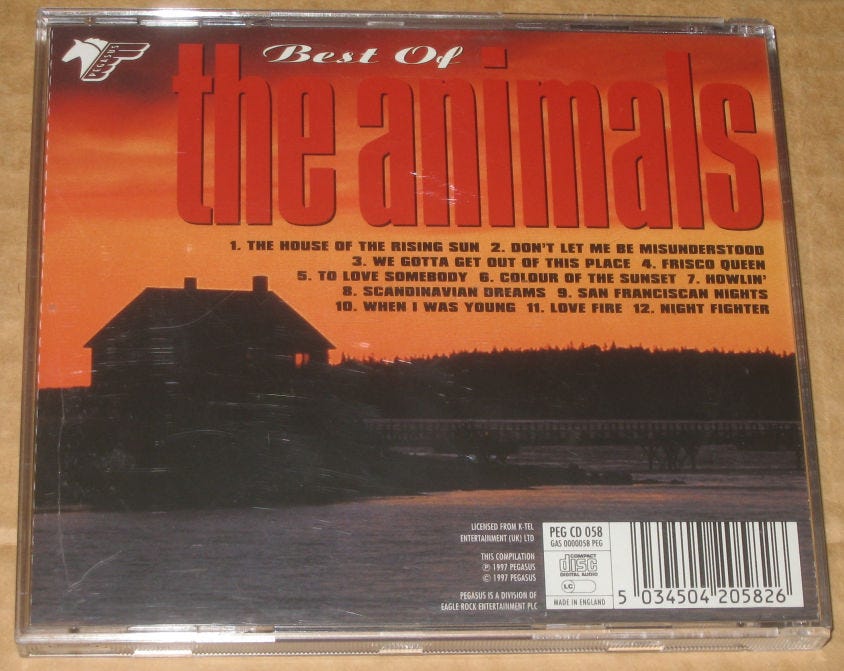 PEGASUS
Best Of
the animals
1. THE HOUSE OF THE RISING SUN 2. DON'T LET ME BE MISUNDERSTOOD
3. WE GOTTA GET OUT OF THIS PLACE 4. FRISCO QUEEN
5. TO LOVE SOMEBODY 6. COLOUR OF THE SUNSET 7. HOWLIN'
8. SCANDINAVIAN DREAMS 9. SAN FRANCISCAN NIGHTS
10. WHEN I WAS YOUNG 11. LOVE FIRE 12. NIGHT FIGHTER
LICENSED FROM K-TEL
ENTERTAINMENT (UK) LTD
THIS COMPILATION
℗ 1997 PEGASUS
© 1997 PEGASUS
PEGASUS IS A DIVISION OF
EAGLE ROCK ENTERTAINMENT PLC
PEG CD 058
GAS 0000058 PEG
COMPACT
disc
DIGITAL AUDIO
LC
MADE IN ENGLAND
5 034504 205826